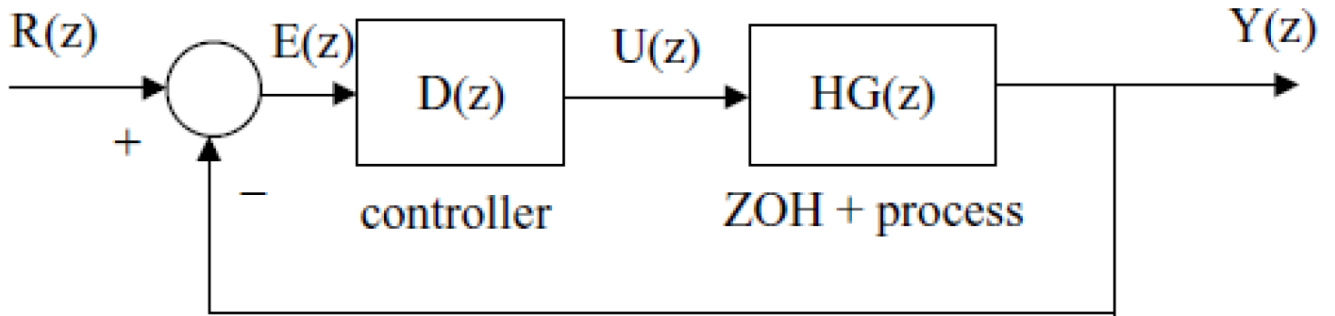 R(z)
E(z)
D(z)
U(z)
HG(z)
Y(z)
+
−
controller
ZOH + process